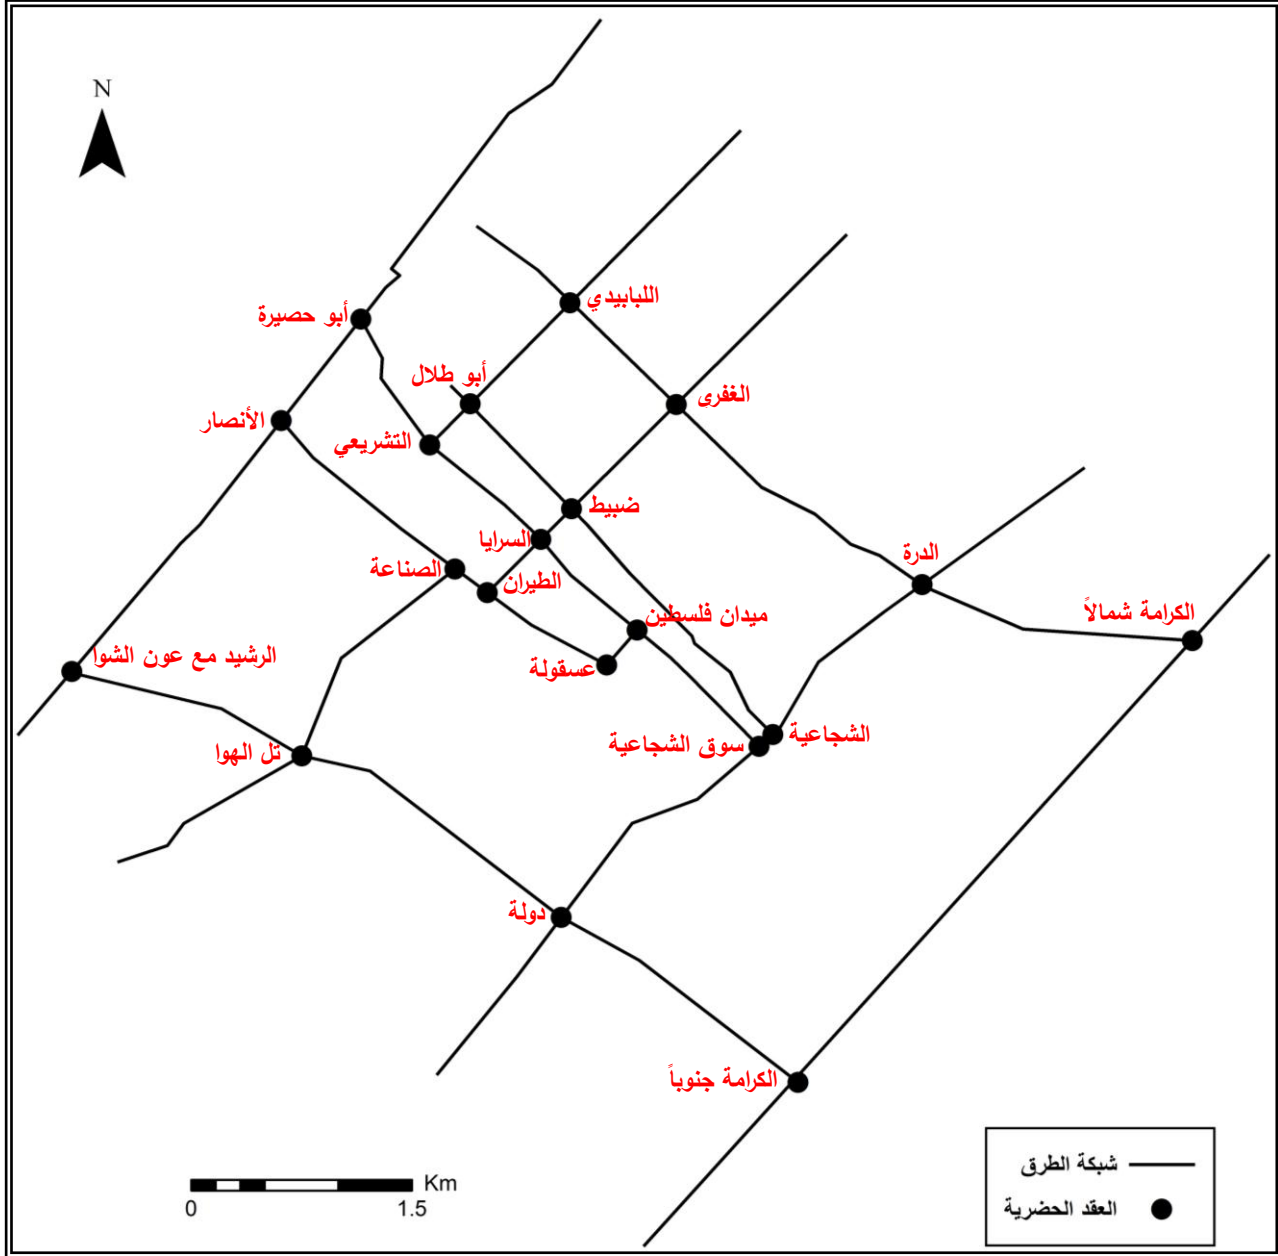 N
أبو حصيرة
اللبابيدي
أبو طلال
الغفرى
الأنصار
التشريعي
ضبيط
السرايا
الدرة
الصناعة
الطيران
ميدان فلسطين
الكرامة شمالاً
الرشيد مع عون الشوا
عسقولة
الشجاعية
سوق الشجاعية
تل الهوا
دولة
الكرامة جنوباً
شبكة الطرق
العقد الحضرية
Km
0 1.5